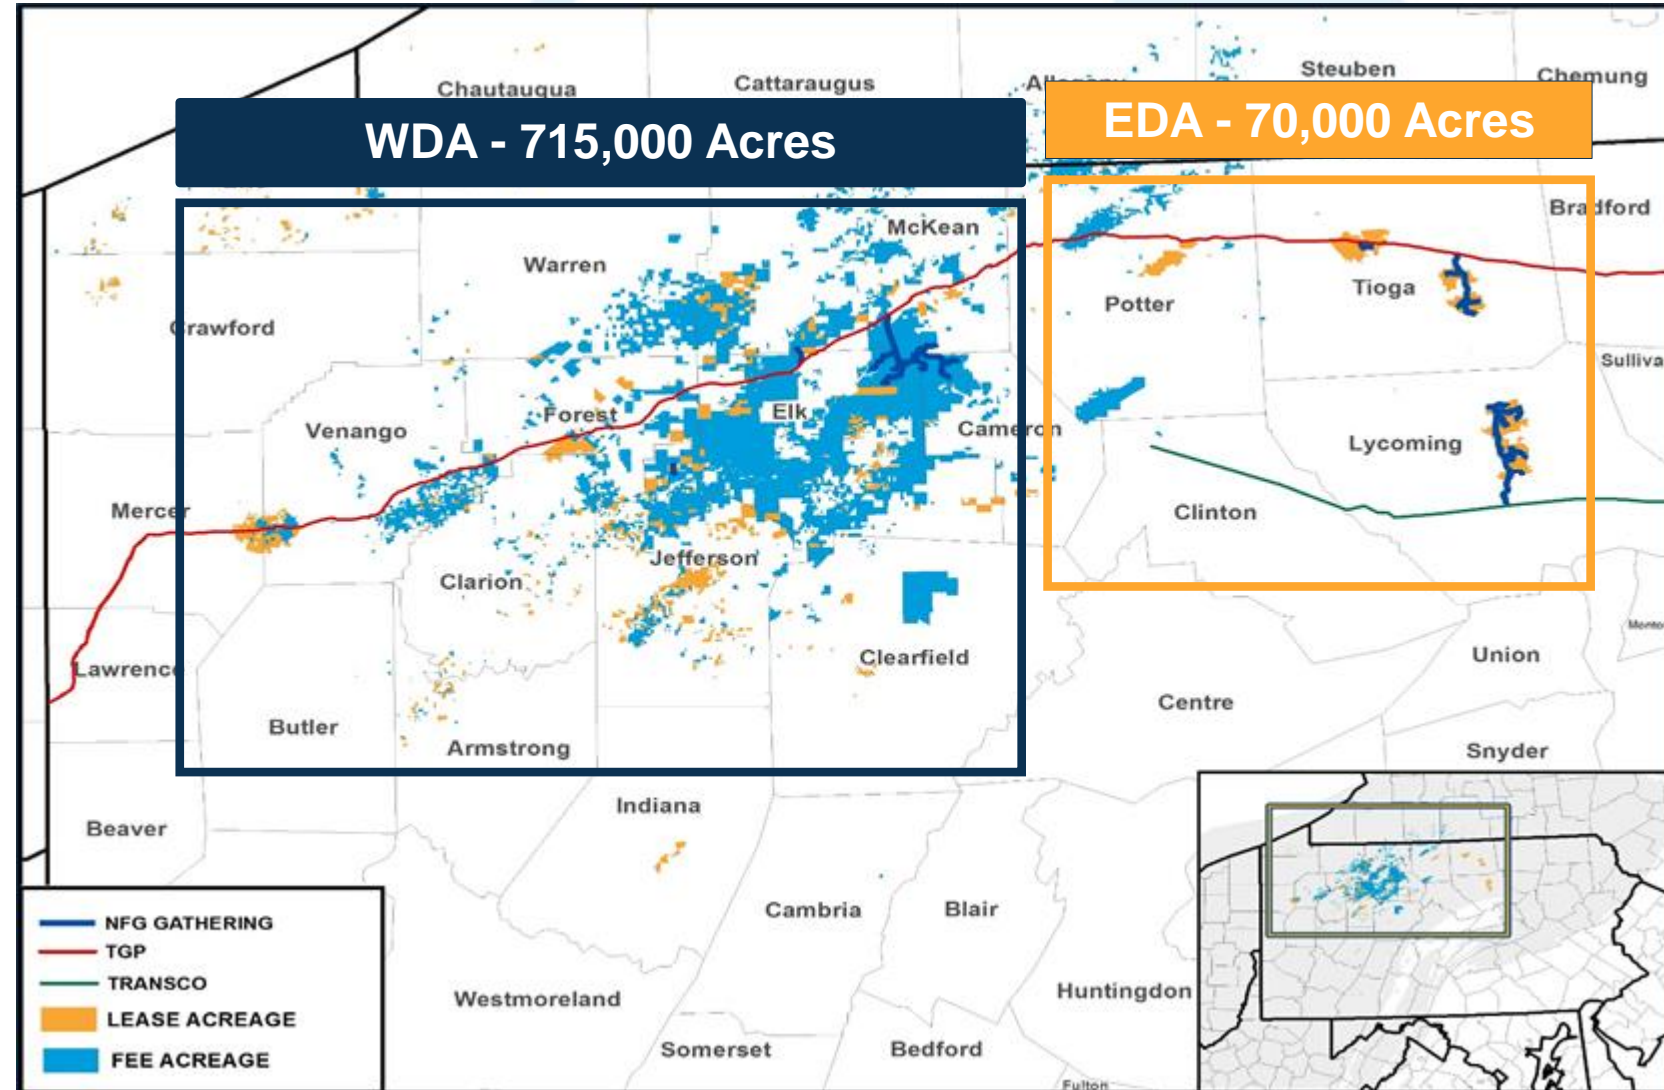 Chautauqua
Cattaraugus
Steuben
Chemung
WDA - 715,000 Acres
EDA - 70,000 Acres
McKean
Bradford
Warren
Tioga
Potter
Crawford
Sulliva
Forest
Elk
Venango
Cameron
Lycoming
Mercer
Clinton
Jefferson
Clarion
Clearfield
Union
Lawrence
Centre
Butler
Armstrong
Snyder
Indiana
Beaver
Cambria
Blair
NFG GATHERING
TGP
TRANSCO
LEASE ACREAGE
FEE ACREAGE
Westmoreland
Huntingdon
Somerset
Bedford
Fulton